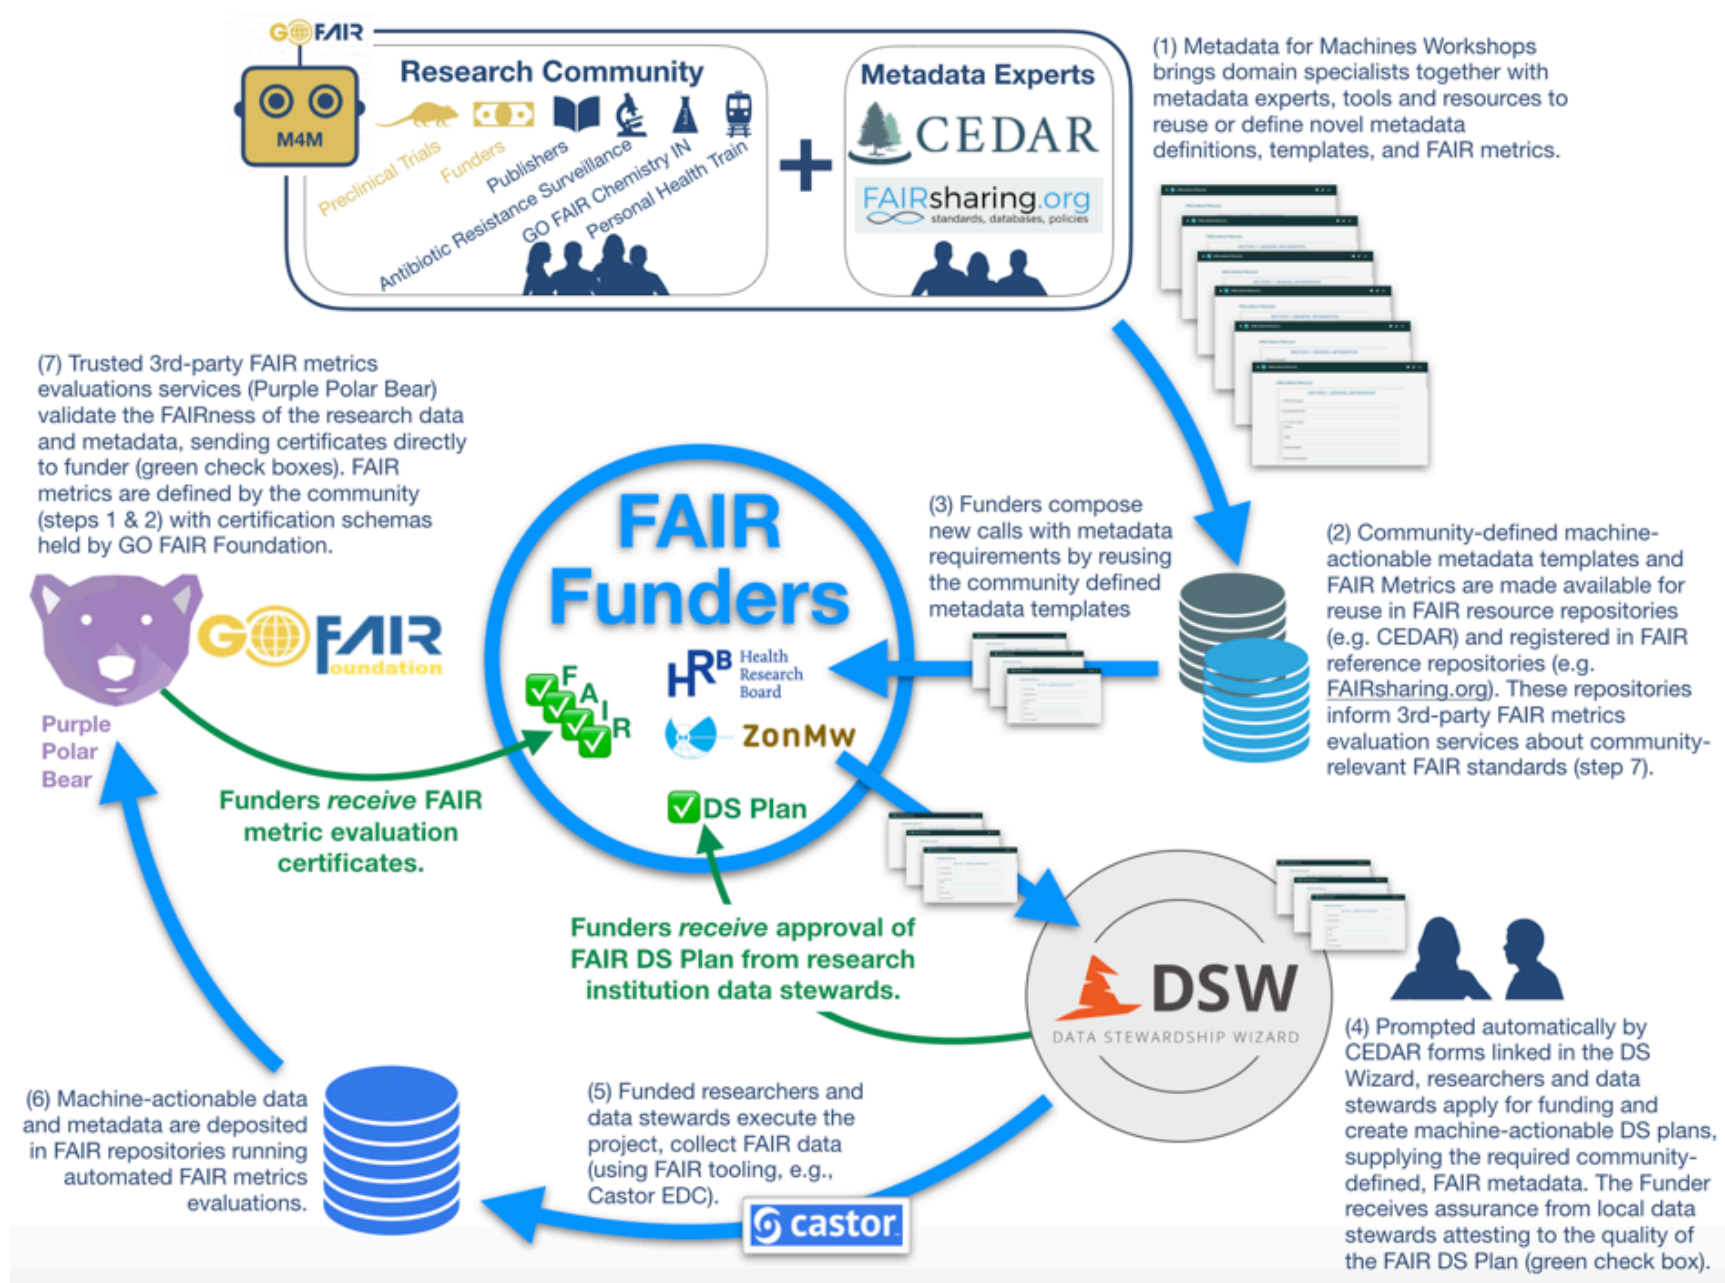 GO FAIR
M4M
Research Community
Preclinical Trials
Funders
Publishers
Antibiotic Resistance Surveillance
GO FAIR Chemistry IN
Personal Health Train
+
Metadata Experts
CEDAR
FAIRsharing.org
standards, databases, policies
(1) Metadata for Machines Workshops
brings domain specialists together with
metadata experts, tools and resources to
reuse or define novel metadata
definitions, templates, and FAIR metrics.
(7) Trusted 3rd-party FAIR metrics
evaluations services (Purple Polar Bear)
validate the FAIRness of the research data
and metadata, sending certificates directly
to funder (green check boxes). FAIR
metrics are defined by the community
(steps 1 & 2) with certification schemas
held by GO FAIR Foundation.
GO FAIR
Foundation
Purple
Polar
Bear
FAIR
Funders
F
A
I
R
HRB Health
Research
Board
ZonMw
DS Plan
(3) Funders compose
new calls with metadata
requirements by reusing
the community defined
metadata templates
(2) Community-defined machine-
actionable metadata templates and
FAIR Metrics are made available for
reuse in FAIR resource repositories
(e.g. CEDAR) and registered in FAIR
reference repositories (e.g.
FAIRsharing.org). These repositories
inform 3rd-party FAIR metrics
evaluation services about community-
relevant FAIR standards (step 7).
Funders receive FAIR
metric evaluation
certificates.
Funders receive approval of
FAIR DS Plan from research
institution data stewards.
DSW
DATA STEWARDSHIP WIZARD
(4) Prompted automatically by
CEDAR forms linked in the DS
Wizard, researchers and data
stewards apply for funding and
create machine-actionable DS plans,
supplying the required community-
defined, FAIR metadata. The Funder
receives assurance from local data
stewards attesting to the quality of
the FAIR DS Plan (green check box).
(5) Funded researchers and
data stewards execute the
project, collect FAIR data
(using FAIR tooling, e.g.,
Castor EDC).
castor
(6) Machine-actionable data
and metadata are deposited
in FAIR repositories running
automated FAIR metrics
evaluations.